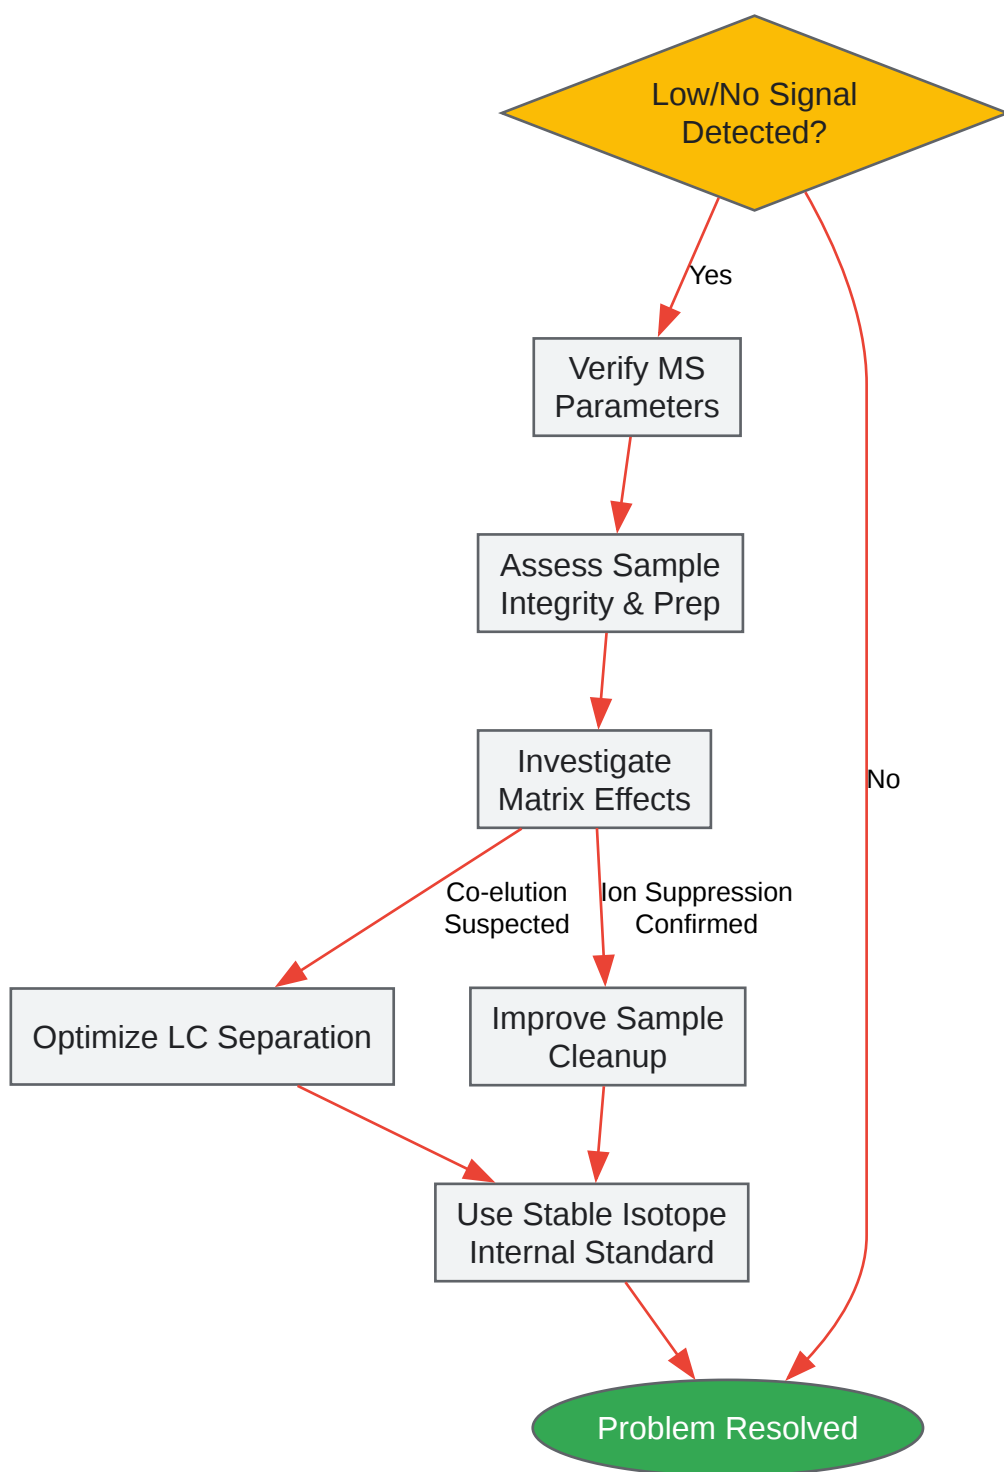 Low/No Signal
Detected?
Yes
Verify MS
Parameters
Assess Sample
Integrity & Prep
Investigate
Matrix Effects
No
Co-elution
Suspected
Ion Suppression
Confirmed
Optimize LC Separation
Improve Sample
Cleanup
Use Stable Isotope
Internal Standard
Problem Resolved